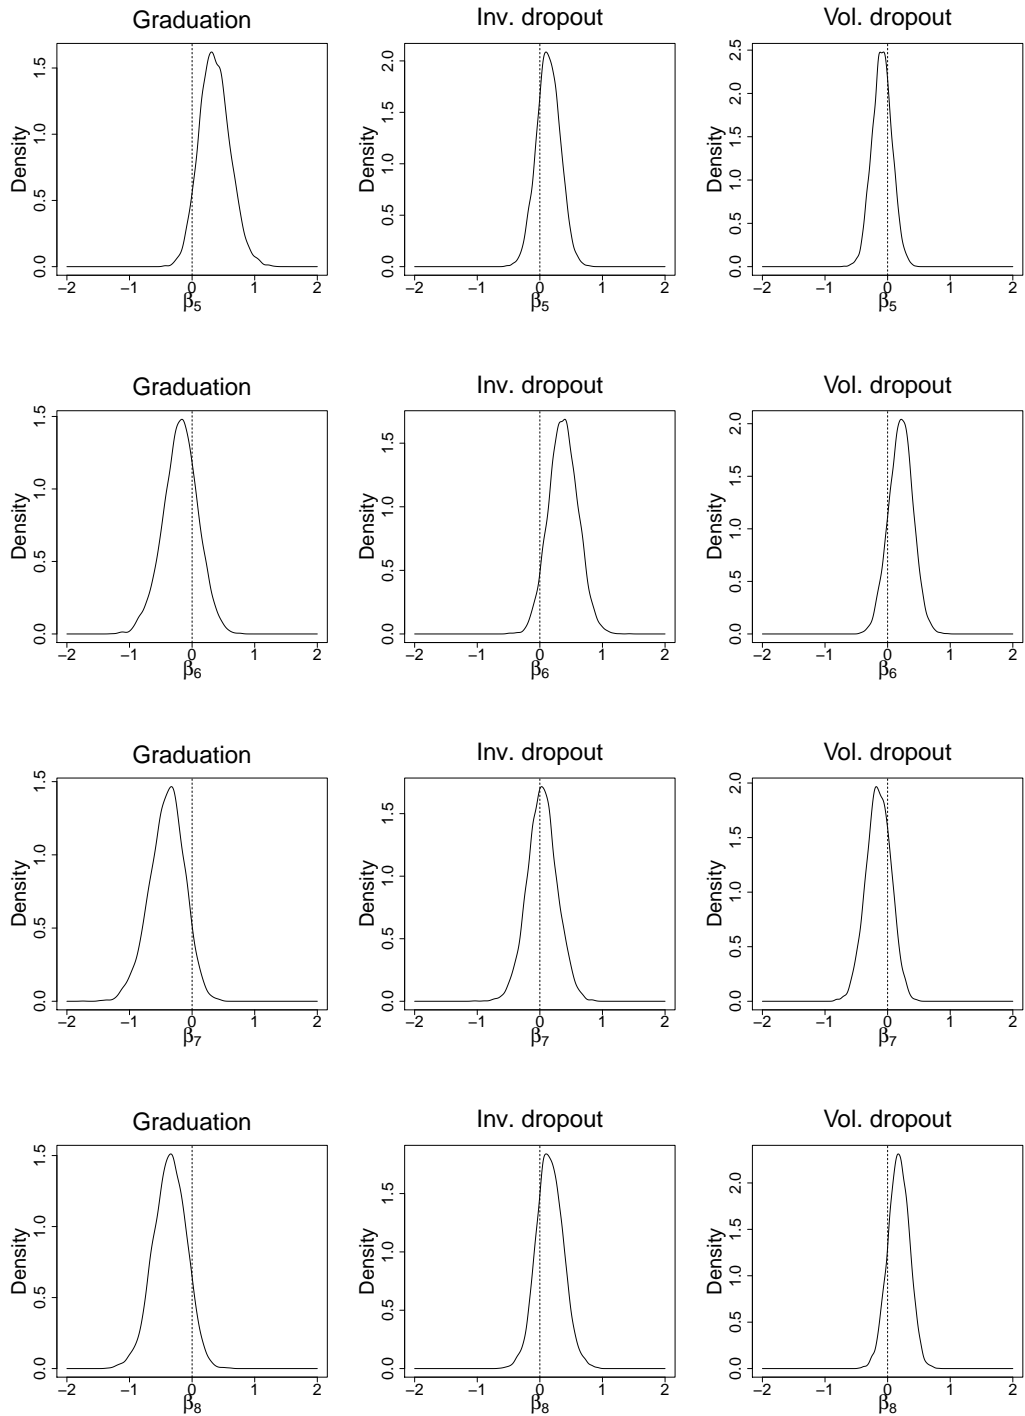 Graduation Inv. dropout Vol. dropout
Density 0.0 0.5 1.0 1.5 Density 0.0 0.5 1.0 1.5 2.0 Density 0.0 0.5 1.0 1.5 2.0 2.5
−2 −1 0 1 2 −2 −1 0 1 2 −2 −1 0 1 2
β5 β5 β5
Graduation Inv. dropout Vol. dropout
Density 0.0 0.5 1.0 1.5 Density 0.0 0.5 1.0 1.5 Density 0.0 0.5 1.0 1.5 2.0
−2 −1 0 1 2 −2 −1 0 1 2 −2 −1 0 1 2
β6 β6 β6
Graduation Inv. dropout Vol. dropout
Density 0.0 0.5 1.0 1.5 Density 0.0 0.5 1.0 1.5 Density 0.0 0.5 1.0 1.5 2.0
−2 −1 0 1 2 −2 −1 0 1 2 −2 −1 0 1 2
β7 β7 β7
Graduation Inv. dropout Vol. dropout
Density 0.0 0.5 1.0 1.5 Density 0.0 0.5 1.0 1.5 Density 0.0 0.5 1.0 1.5 2.0
−2 −1 0 1 2 −2 −1 0 1 2 −2 −1 0 1 2
β8 β8 β8